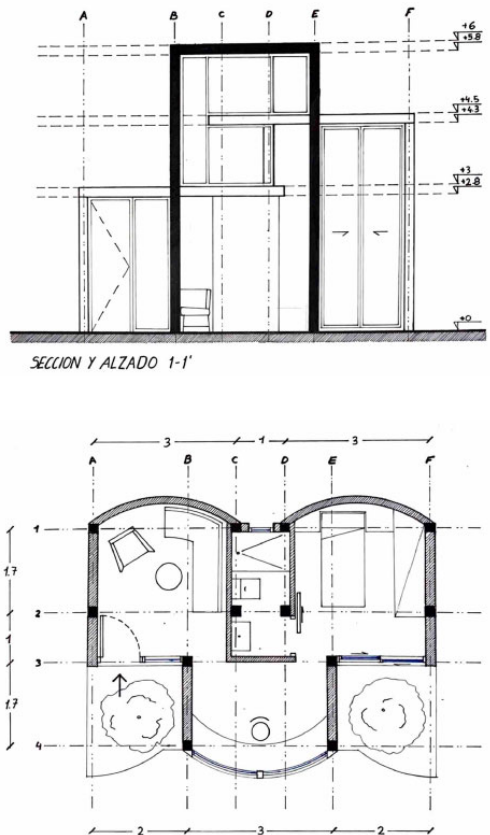 A B C D E F
+6
+5.8
+4.5
+4.3
+3
+2.8
+0
SECCION Y ALZADO 1-1'
3 1 3
A B C D E F
1
1.7
2
1
3
1.7
4
2 3 2